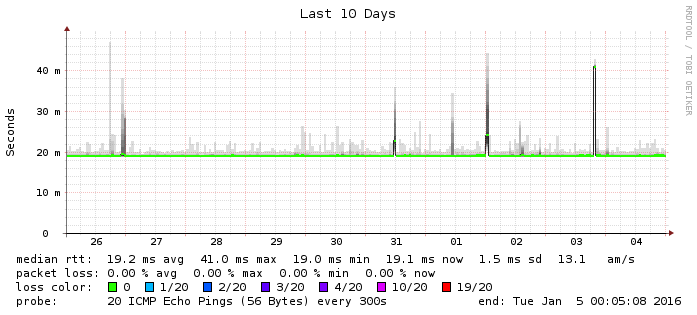 Last 10 Days
RRDTOOL / TOBI OETIKER
Seconds
40 m
30 m
20 m
10 m
0
26 27 28 29 30 31 01 02 03 04
median rtt: 19.2 ms avg 41.0 ms max 19.0 ms min 19.1 ms now 1.5 ms sd 13.1 am/s
packet loss: 0.00 % avg 0.00 % max 0.00 % min 0.00 % now
loss color: 0 1/20 2/20 3/20 4/20 10/20 19/20
probe: 20 ICMP Echo Pings (56 Bytes) every 300s end: Tue Jan 5 00:05:08 2016